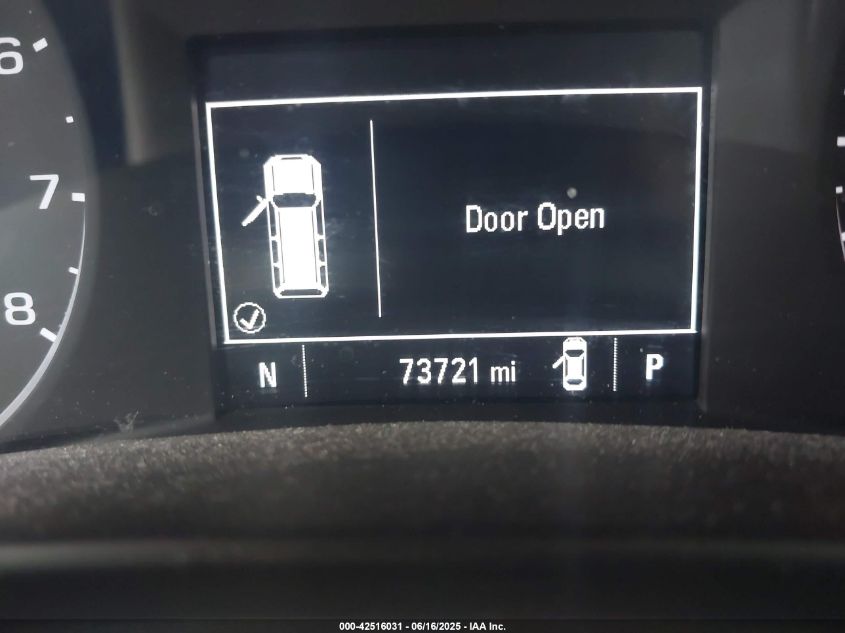 6
7
8
Door Open
N 73721 mi P
000-42516031 - 06/16/2025 - IAA Inc.